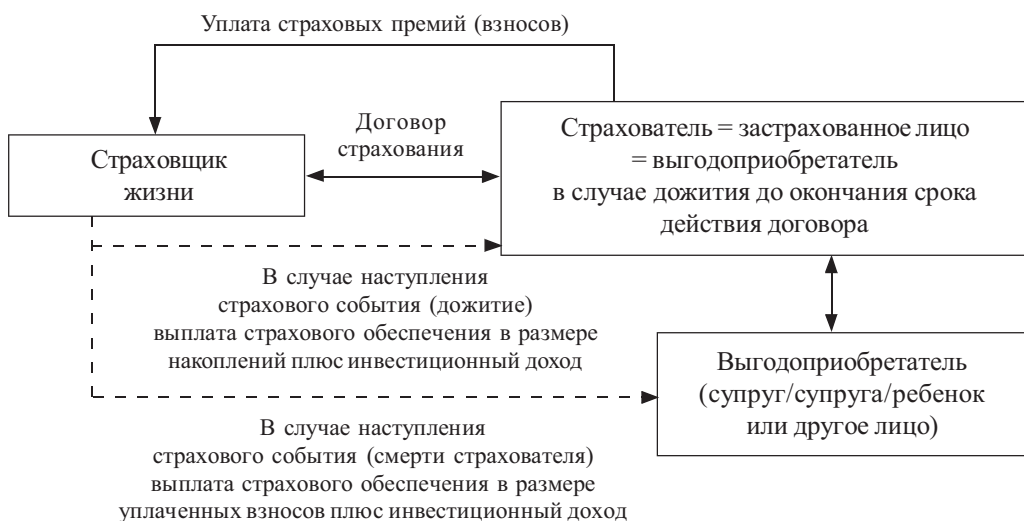 Уплата страховых премий (взносов)
Страховщик
жизни
Договор
страхования
Страхователь = застрахованное лицо
= выгодоприобретатель
в случае дожития до окончания срока
действия договора
В случае наступления
страхового события (дожитие)
выплата страхового обеспечения в размере
накоплений плюс инвестиционный доход
Выгодоприобретатель
(супруг/супруга/ребенок
или другое лицо)
В случае наступления
страхового события (смерти страхователя)
выплата страхового обеспечения в размере
уплаченных взносов плюс инвестиционный доход